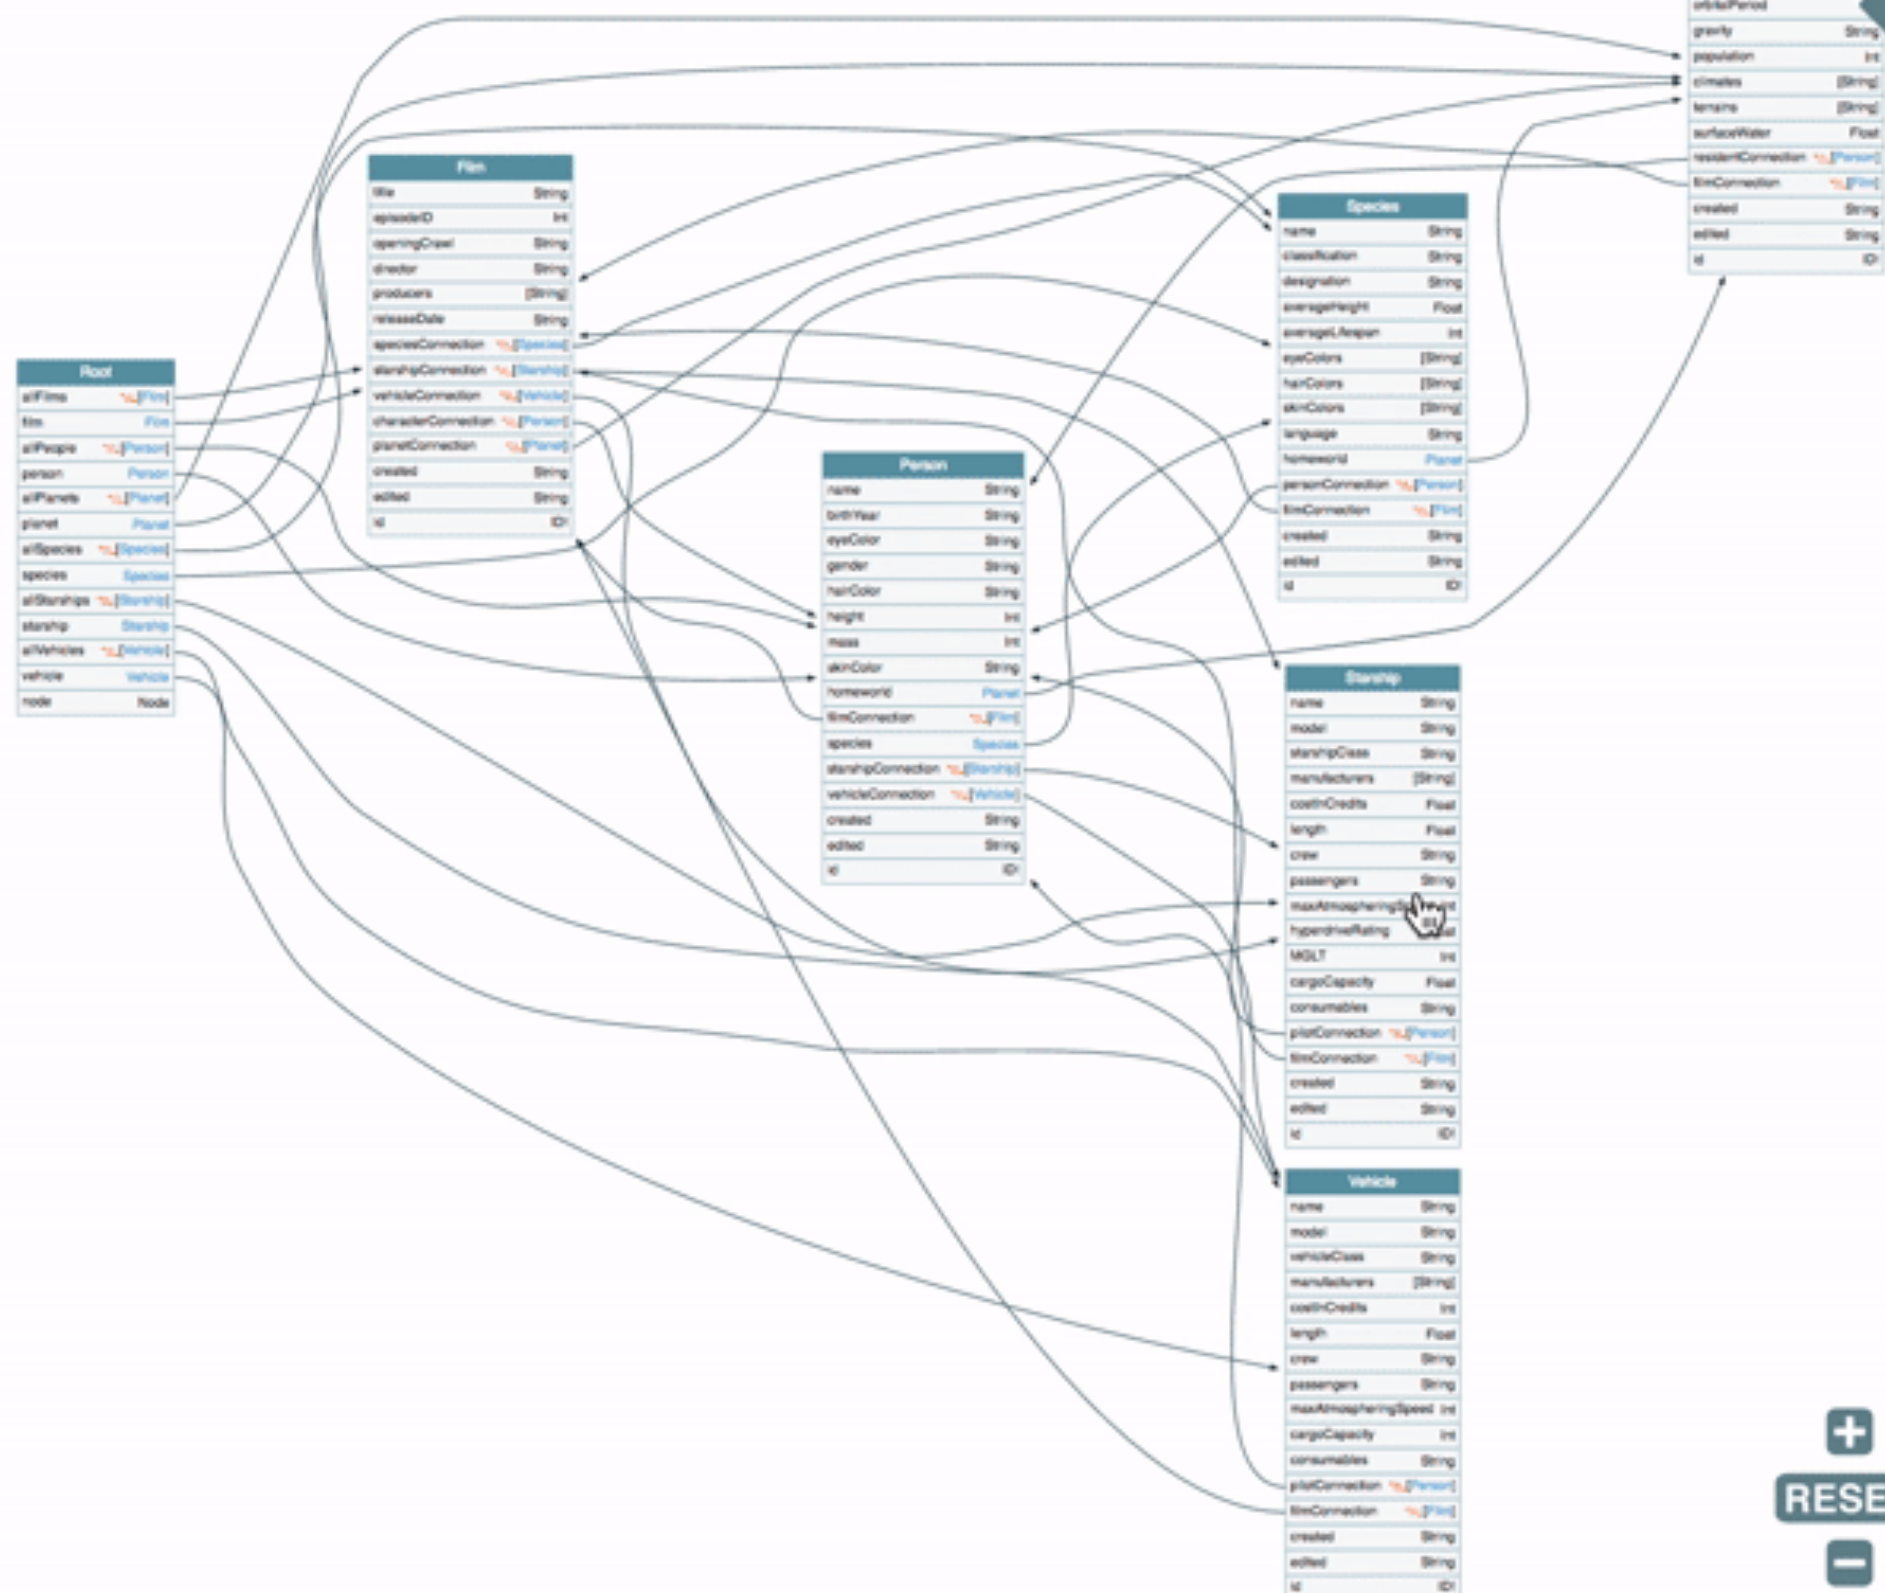 Root
allFilms [Film]
film Film
allPeople [Person]
person Person
allPlanets [Planet]
planet Planet
allSpecies [Species]
species Species
allStarships [Starship]
starship Starship
allVehicles [Vehicle]
vehicle Vehicle
node Node
Film
title String
episodeID Int
openingCrawl String
director String
producers [String]
releaseDate String
speciesConnection [Species]
starshipConnection [Starship]
vehicleConnection [Vehicle]
characterConnection [Person]
planetConnection [Planet]
created String
edited String
id ID!
Person
name String
birthYear String
eyeColor String
gender String
hairColor String
height Int
mass Int
skinColor String
homeworld Planet
filmConnection [Film]
species Species
starshipConnection [Starship]
vehicleConnection [Vehicle]
created String
edited String
id ID!
Species
name String
classification String
designation String
averageHeight Float
averageLifespan Int
eyeColors [String]
hairColors [String]
skinColors [String]
language String
homeworld Planet
personConnection [Person]
filmConnection [Film]
created String
edited String
id ID!
orbitalPeriod
gravity String
population Int
climates [String]
terrains [String]
surfaceWater Float
residentConnection [Person]
filmConnection [Film]
created String
edited String
id ID!
Starship
name String
model String
starshipClass String
manufacturers [String]
costInCredits Float
length Float
crew String
passengers String
hyperdriveRating
MGLT Int
cargoCapacity Float
consumables String
pilotConnection [Person]
filmConnection [Film]
created String
edited String
id ID!
Vehicle
name String
model String
vehicleClass String
manufacturers [String]
costInCredits Int
length Float
crew String
passengers String
maxAtmospheringSpeed Int
cargoCapacity Int
consumables String
pilotConnection [Person]
filmConnection [Film]
created String
edited String
id ID!
RESE